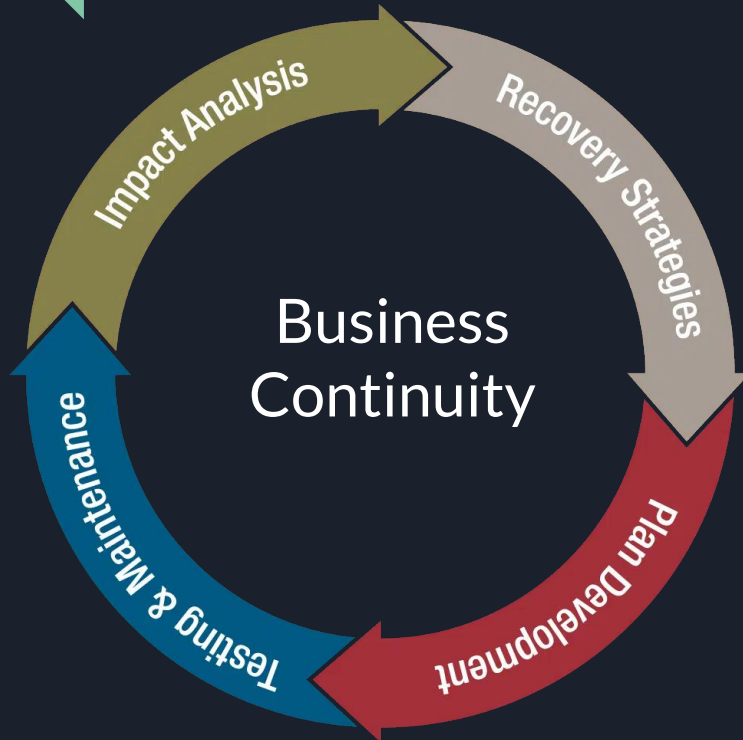 Impact Analysis
Recovery Strategies
Business
Continuity
Plan Development
Testing & Maintenance